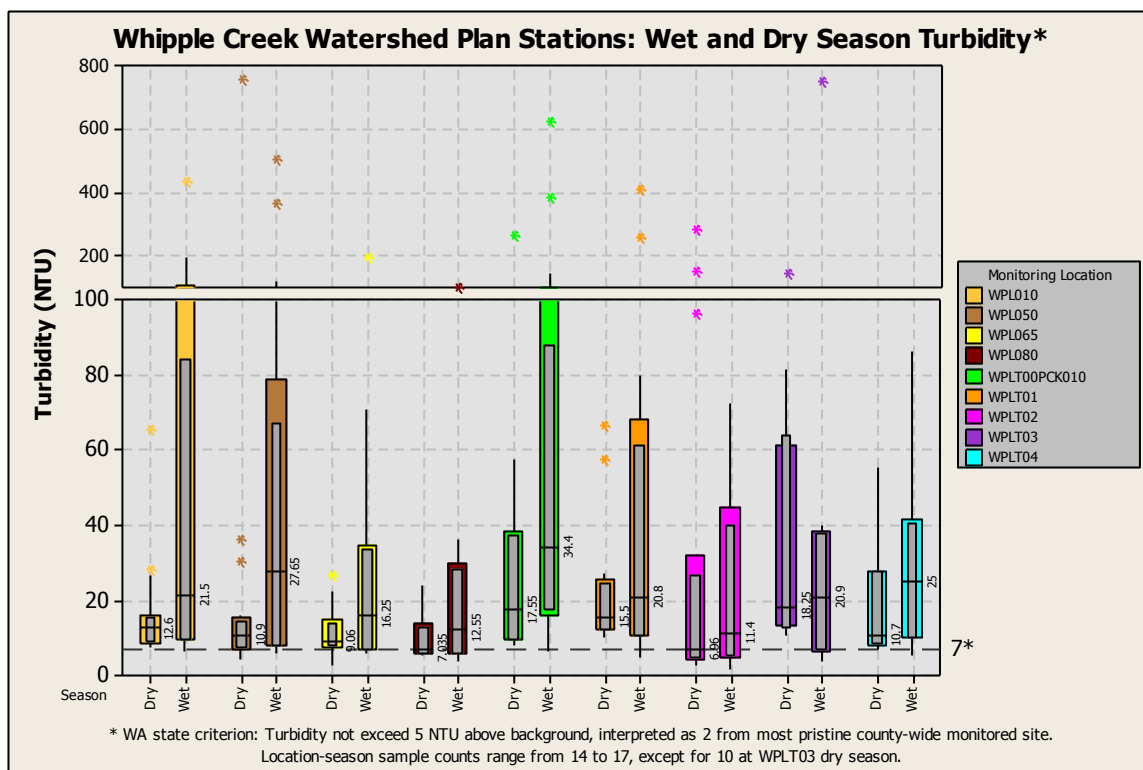 Whipple Creek Watershed Plan Stations: Wet and Dry Season Turbidity*
Turbidity (NTU)
800
600
400
200
100
80
60
40
20
0
12.6
21.5
10.9
27.65
9.06
16.25
7.035
12.55
17.55
34.4
15.5
20.8
6.96
11.4
18.25
20.9
10.7
25
7*
Season
Dry
Wet
Dry
Wet
Dry
Wet
Dry
Wet
Dry
Wet
Dry
Wet
Dry
Wet
Dry
Wet
Dry
Wet
Monitoring Location
WPL010
WPL050
WPL065
WPL080
WPLT00PCK010
WPLT01
WPLT02
WPLT03
WPLT04
* WA state criterion: Turbidity not exceed 5 NTU above background, interpreted as 2 from most pristine county-wide monitored site.
Location-season sample counts range from 14 to 17, except for 10 at WPLT03 dry season.